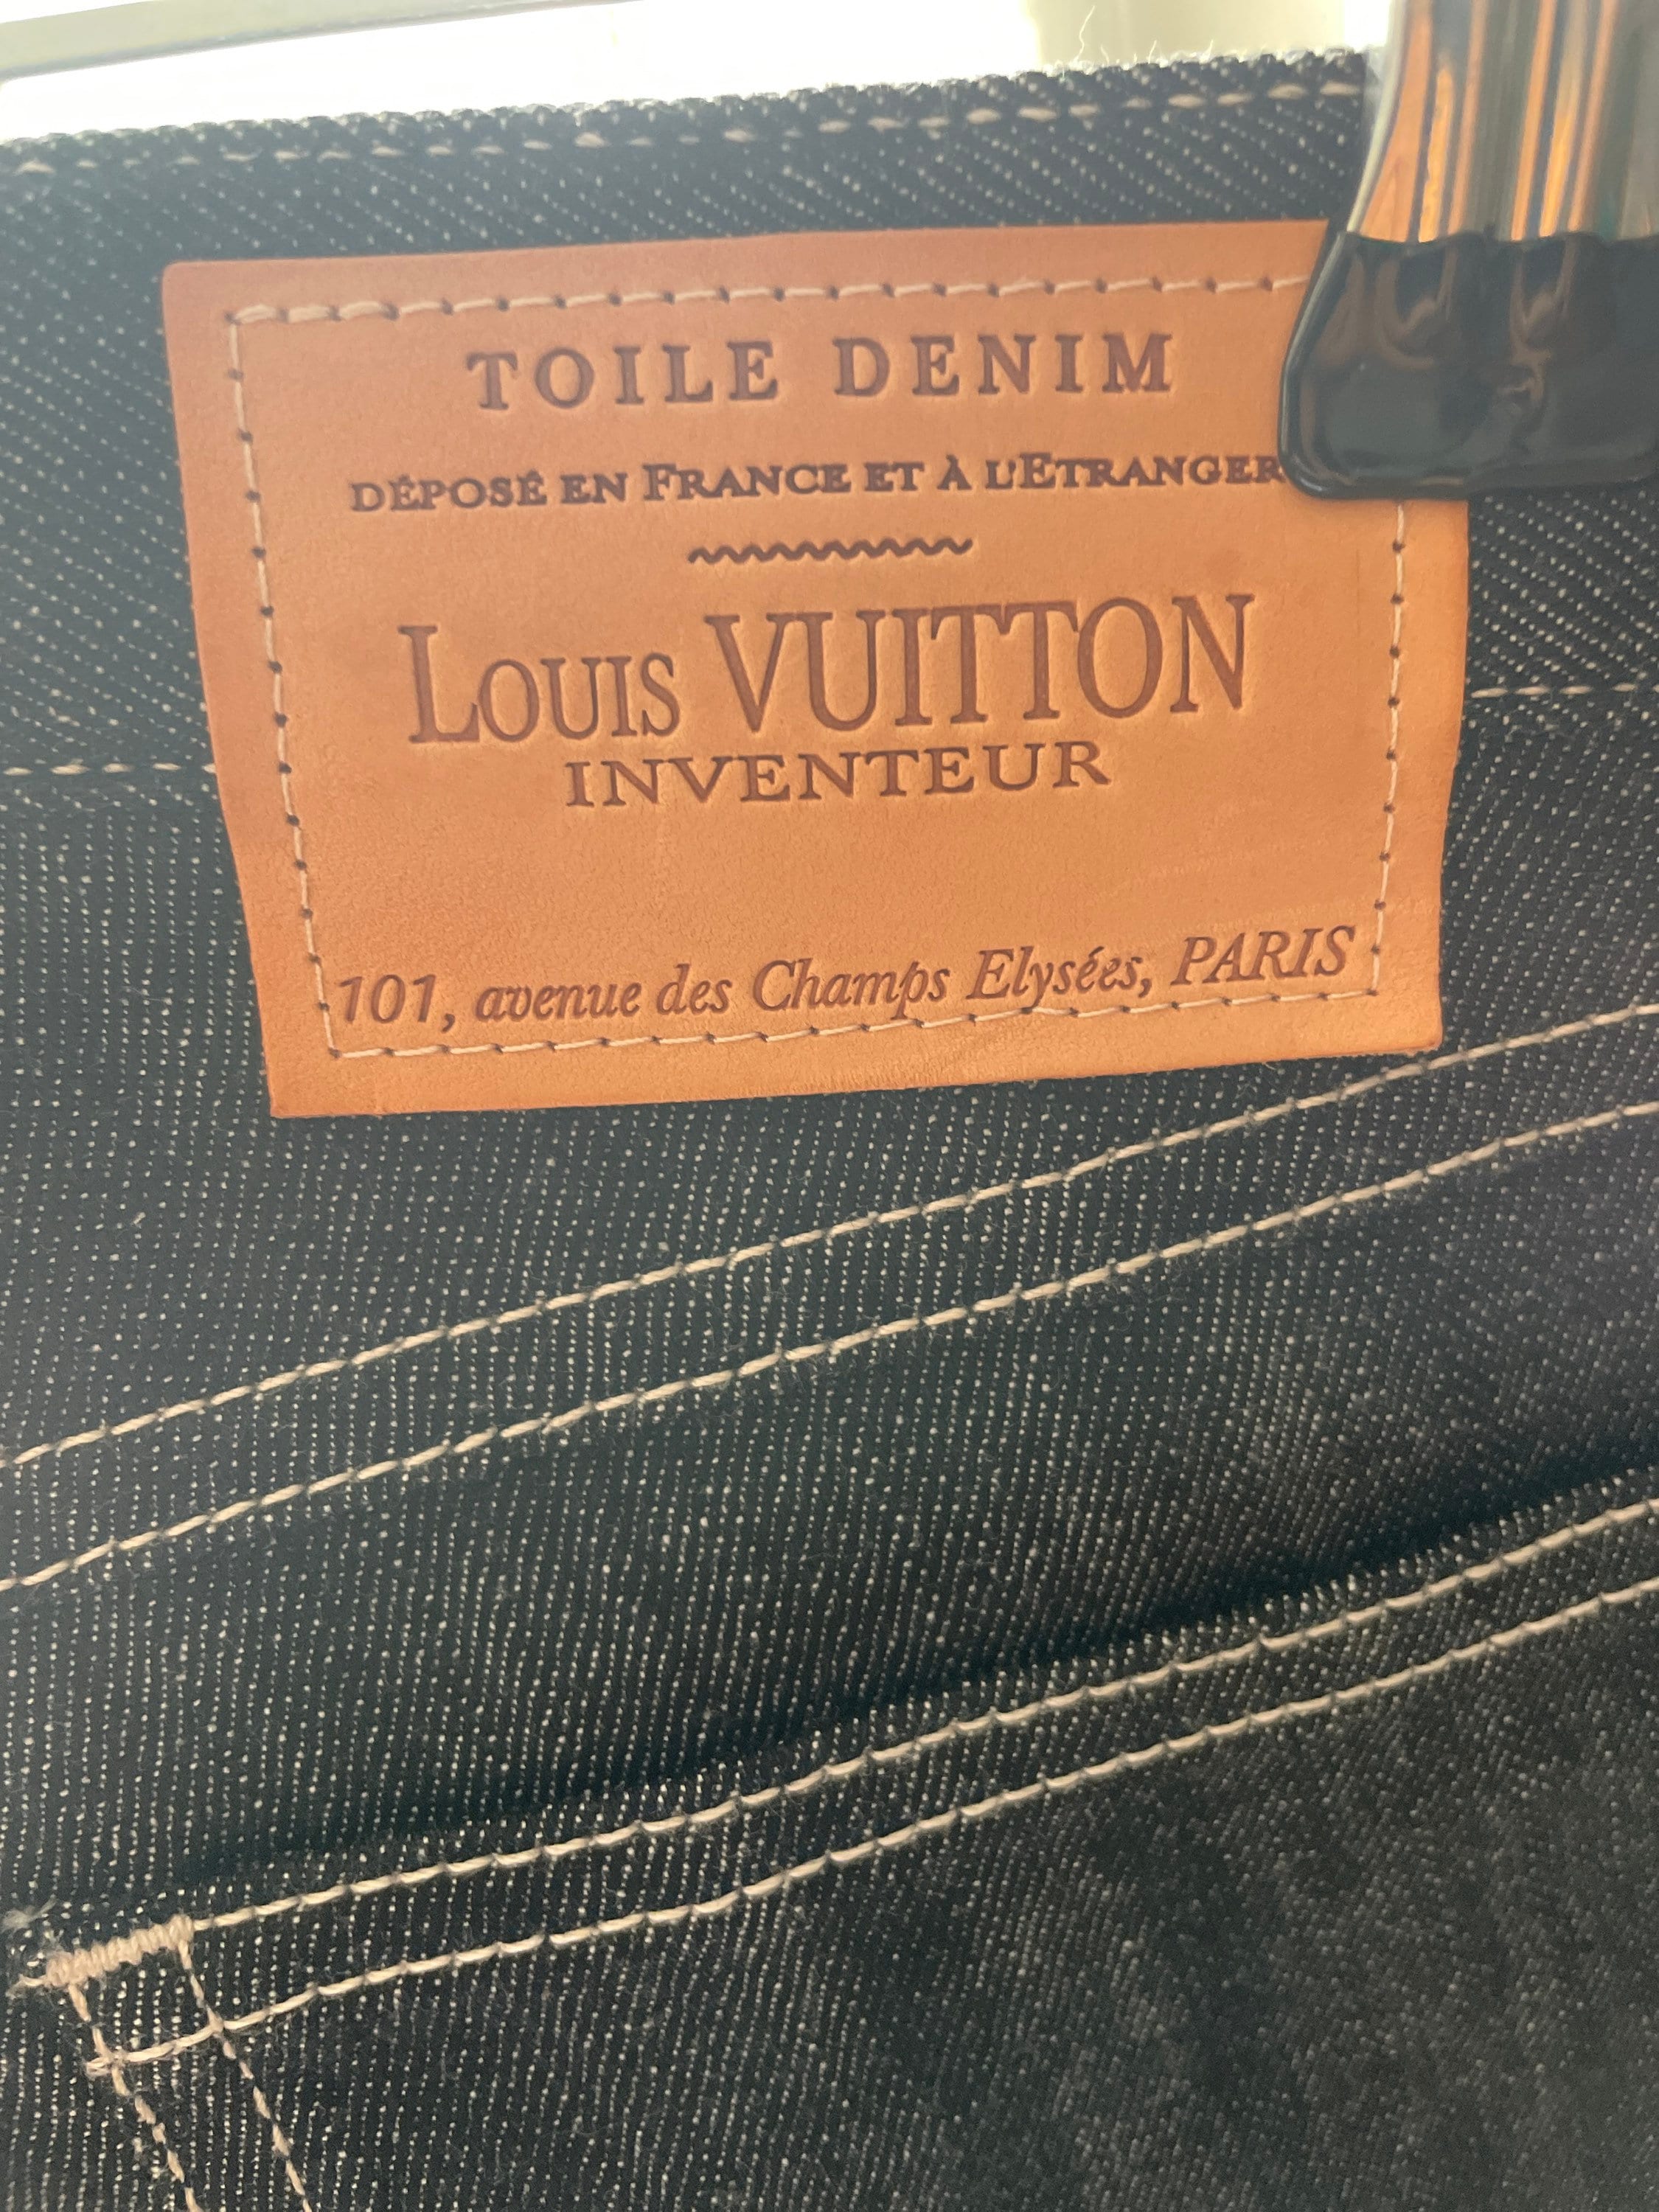 TOILE DENIM
DÉPOSÉ EN FRANCE ET À L'ETRANGER
LOUIS VUITTON
INVENTEUR
101, avenue des Champs Elysées, PARIS